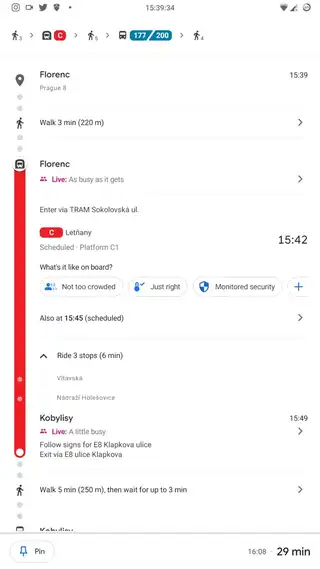 15:39:34
3 > C > 5 > 177 / 200 > 4
Florenc 15:39
Prague 8
Walk 3 min (220 m)
Florenc
Live: As busy as it gets
Enter via TRAM Sokolovská ul.
C Letňany 15:42
Scheduled · Platform C1
What's it like on board?
Not too crowded Just right Monitored security
Also at 15:45 (scheduled)
Ride 3 stops (6 min)
Vltavská
Nádraží Holešovice
Kobylisy 15:49
Live: A little busy
Follow signs for E8 Klapkova ulice
Exit via E8 ulice Klapkova
Walk 5 min (250 m), then wait for up to 3 min
Kobylisy
Pin 16:08 · 29 min